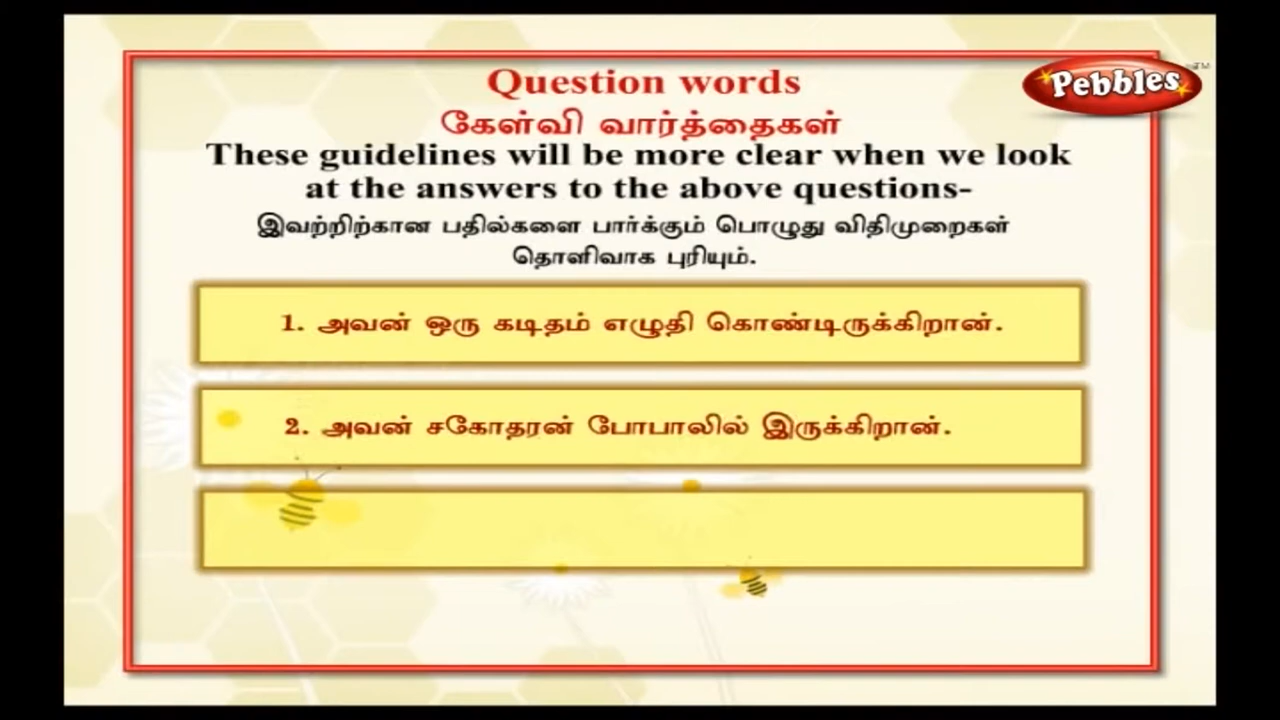 Question words
Pebbles TM
கேள்வி வார்த்தைகள்
These guidelines will be more clear when we look
at the answers to the above questions-
இவற்றிற்கான பதில்களை பார்க்கும் பொழுது விதிமுறைகள்
தொளிவாக புரியும்.
1. அவன் ஒரு கடிதம் எழுதி கொண்டிருக்கிறான்.
2. அவன் சகோதரன் போபாலில் இருக்கிறான்.